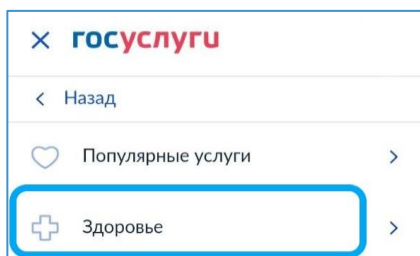 госуслуги
Назад
Популярные услуги
Здоровье